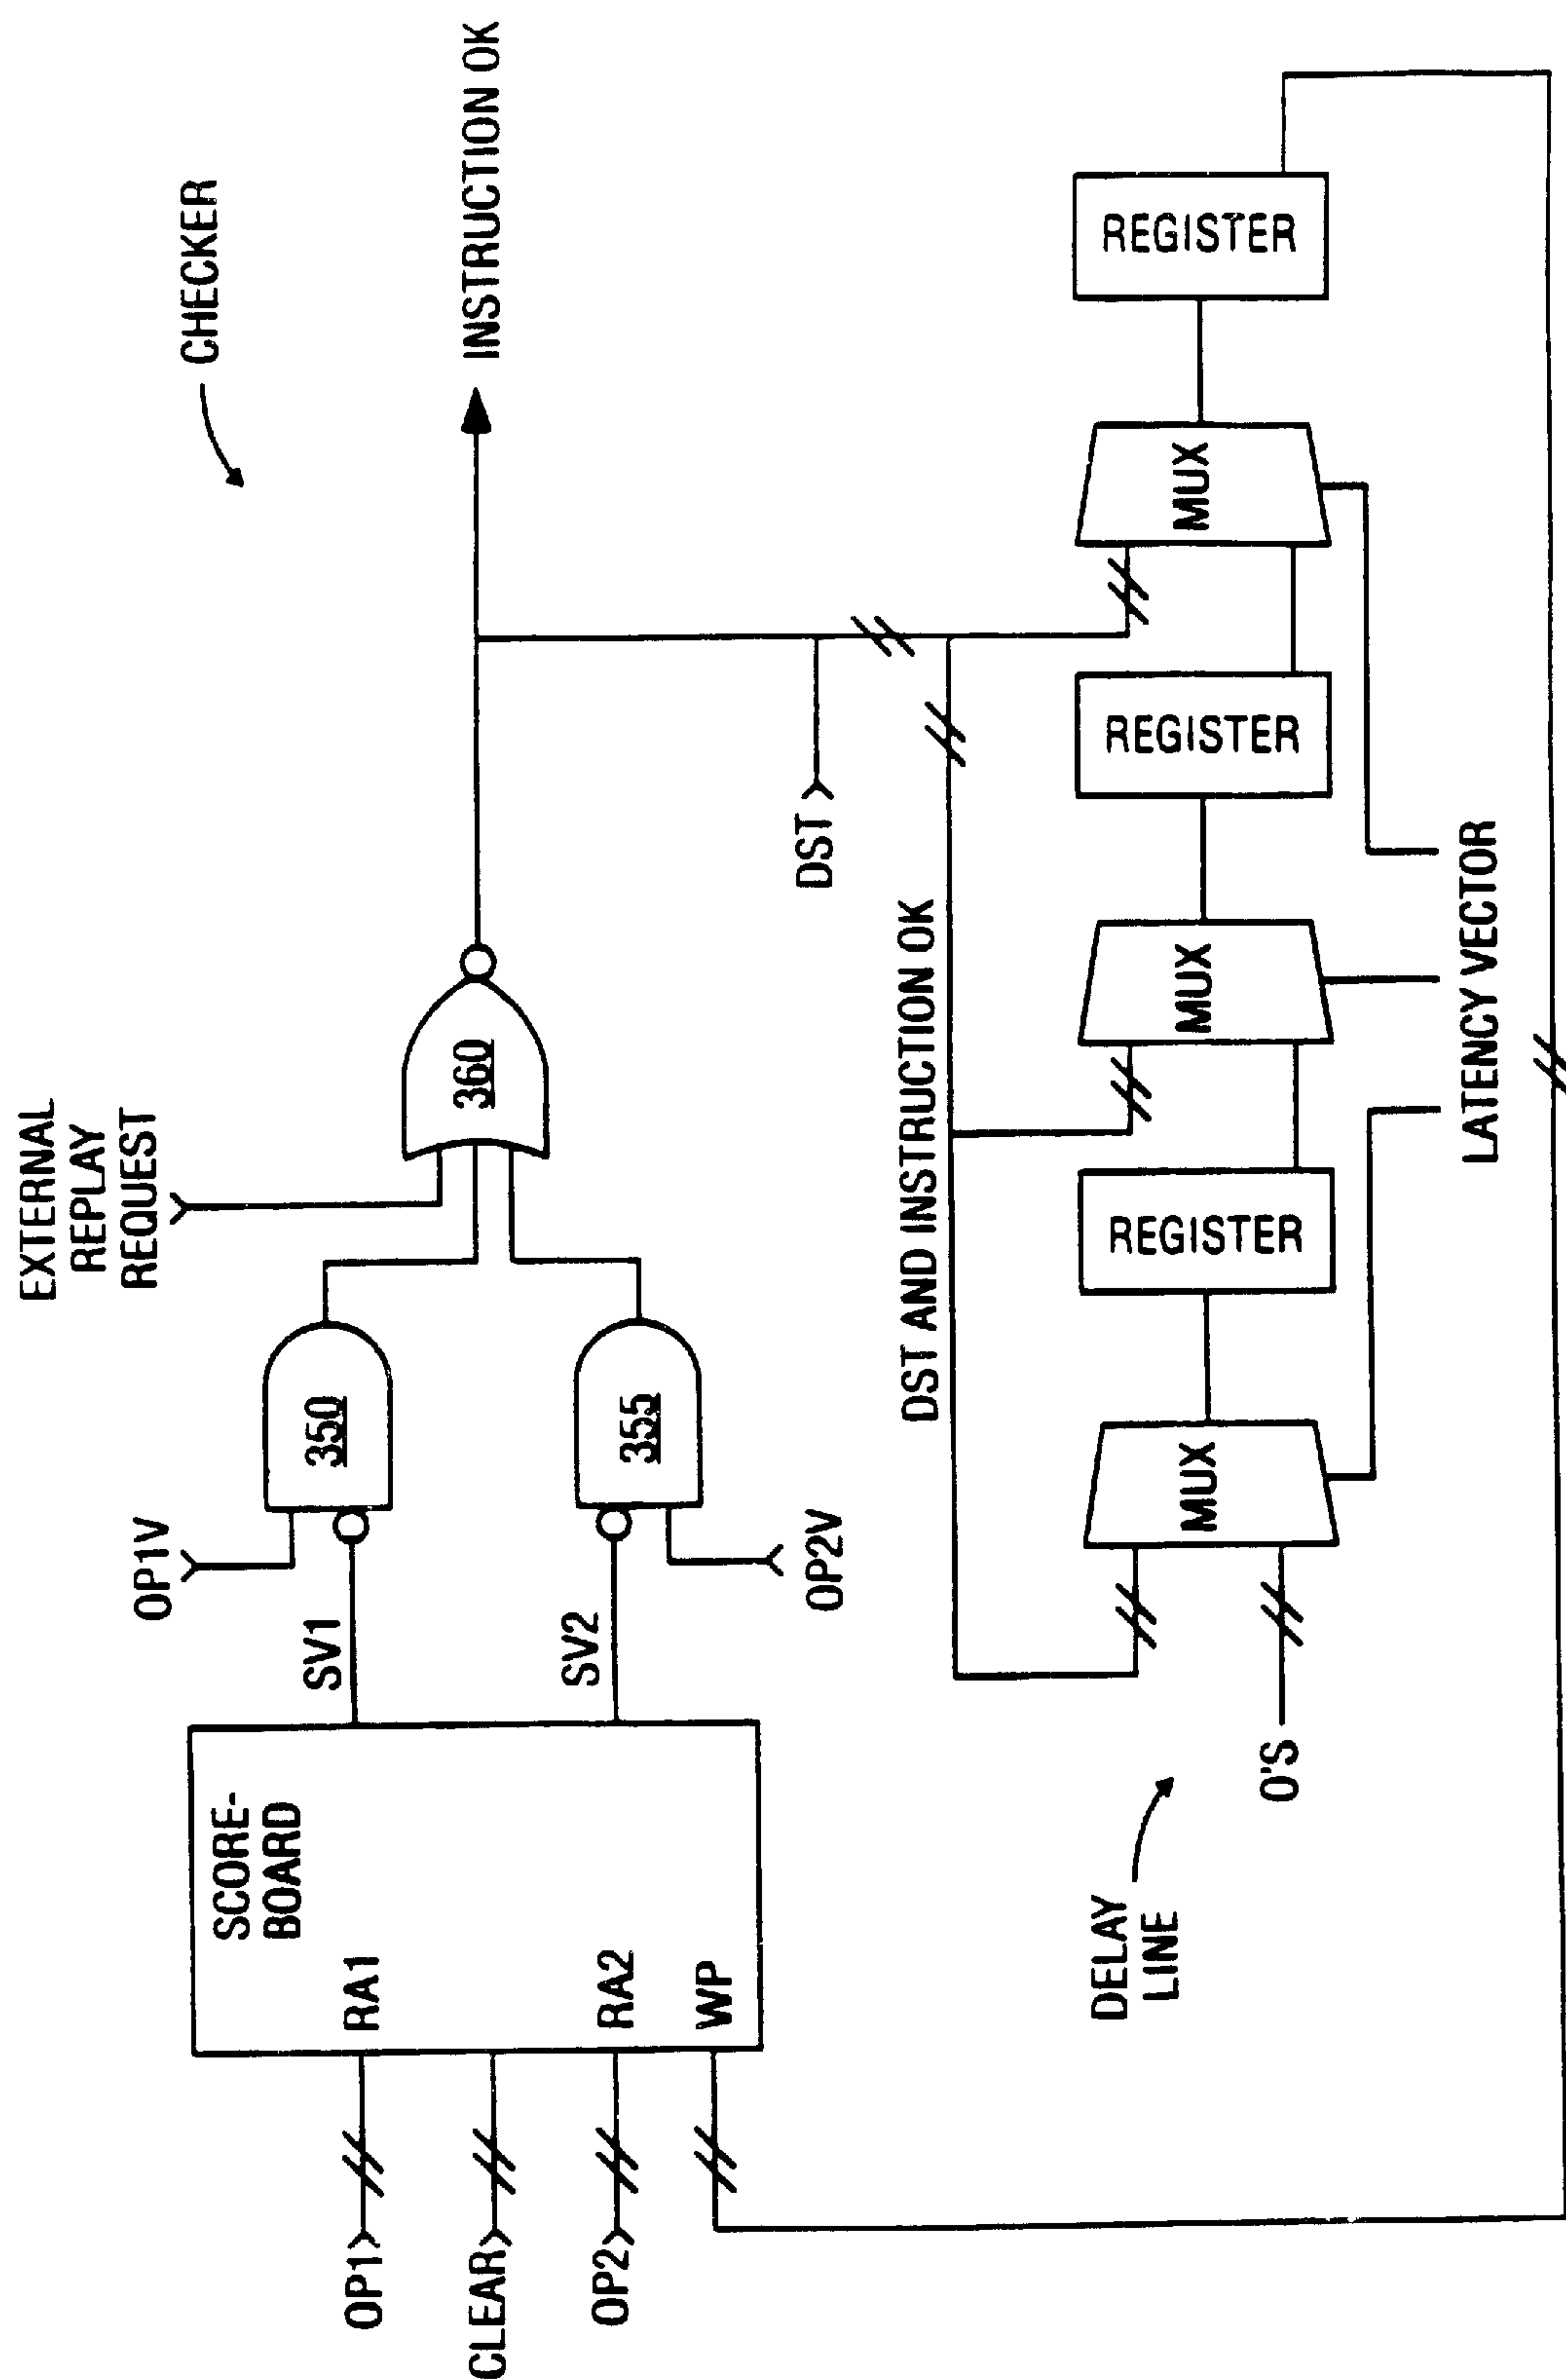 CHECKER
EXTERNAL
REPLAY
REQUEST
OP1V
INSTRUCTION OK
SCORE-
BOARD
SV1
350
360
OP1
RA1
CLEAR
SV2
355
OP2
RA2
WP
OP2V
DST
DST AND INSTRUCTION OK
DELAY
LINE
MUX
REGISTER
MUX
REGISTER
MUX
REGISTER
O'S
LATENCY VECTOR